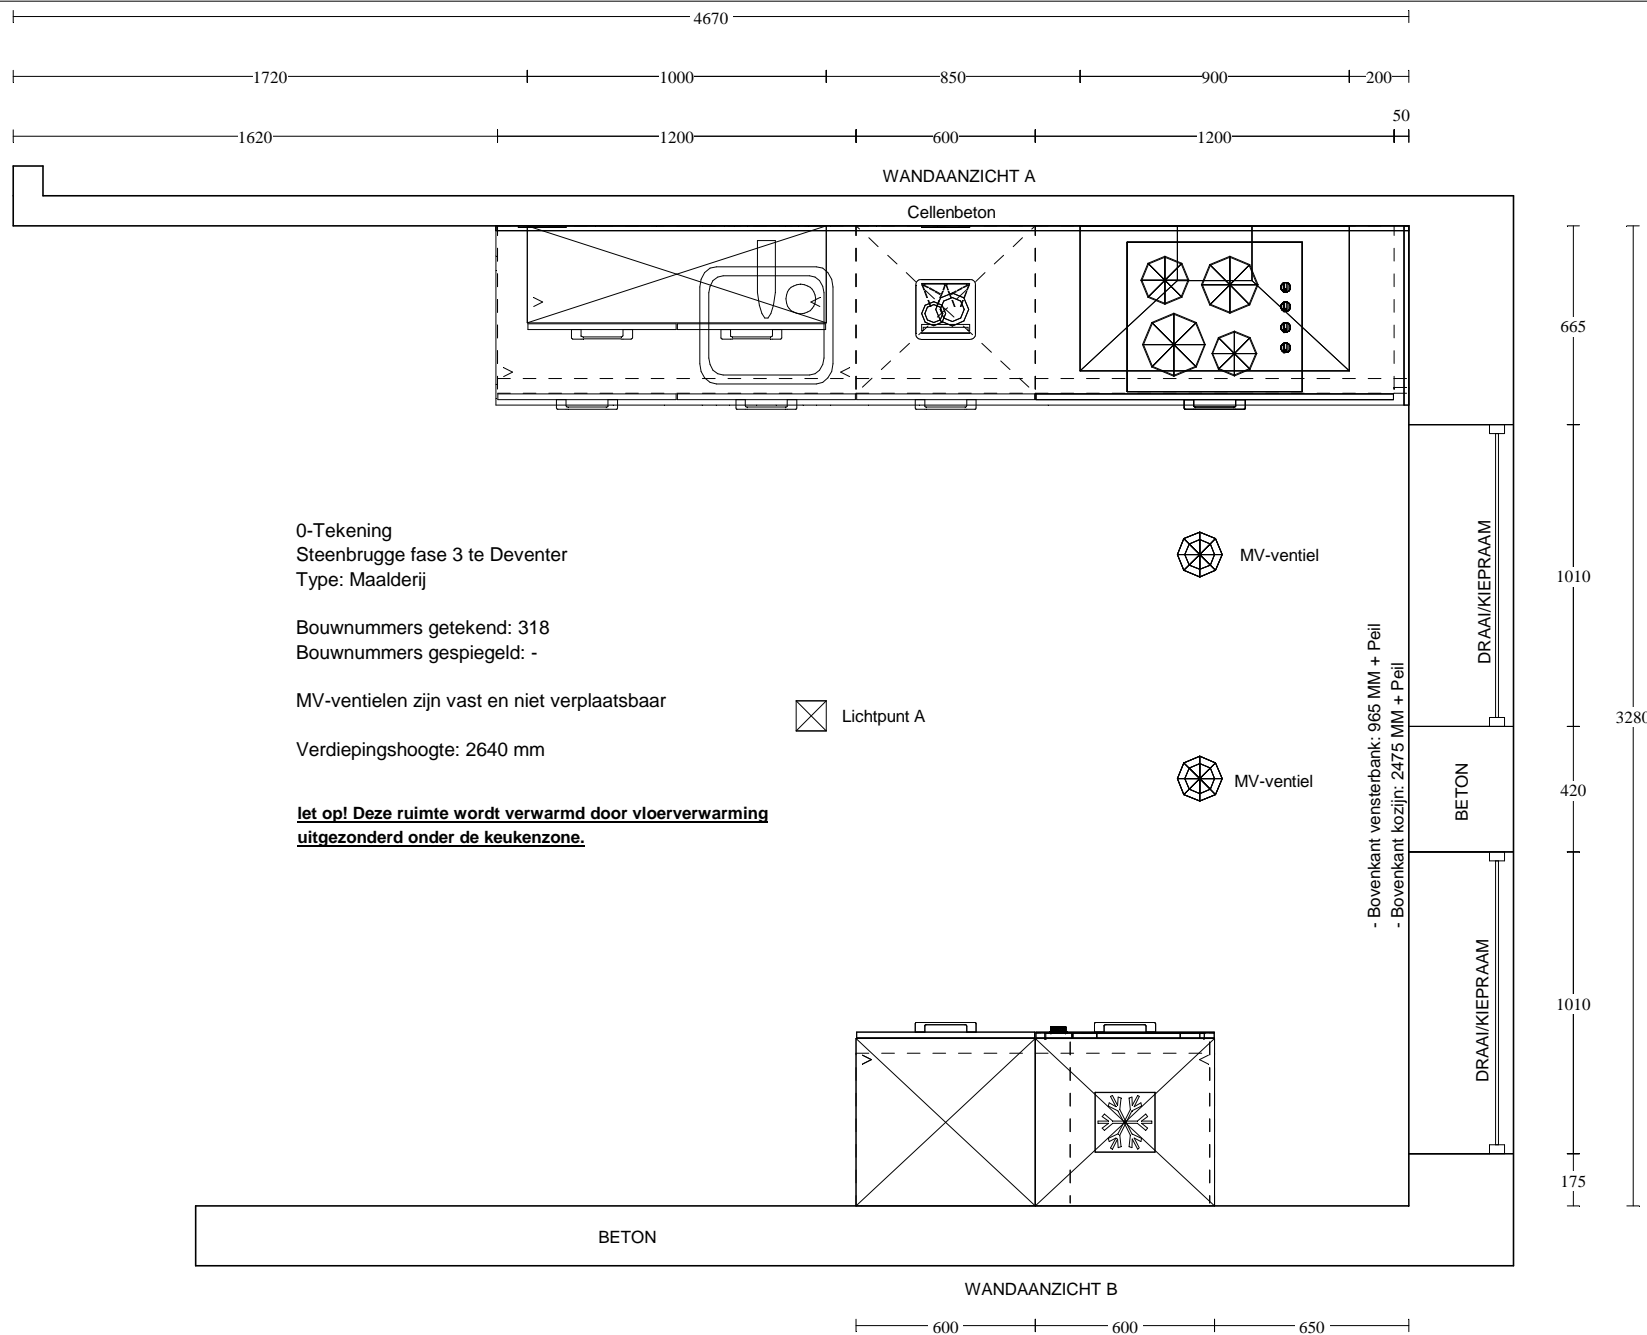 4670
1720 1000 850 900 200
50
1620 1200 600 1200
WANDAANZICHT A
Cellenbeton
665
0-Tekening
Steenbrugge fase 3 te Deventer
Type: Maalderij
Bouwnummers getekend: 318
Bouwnummers gespiegeld: -
MV-ventielen zijn vast en niet verplaatsbaar
Verdiepingshoogte: 2640 mm
let op! Deze ruimte wordt verwarmd door vloerverwarming
uitgezonderd onder de keukenzone.
MV-ventiel
Lichtpunt A
MV-ventiel
- Bovenkant vensterbank: 965 MM + Peil
- Bovenkant kozijn: 2475 MM + Peil
DRAAI/KIEPRAAM
1010
3280
BETON
420
DRAAI/KIEPRAAM
1010
175
BETON
WANDAANZICHT B
600 600 650